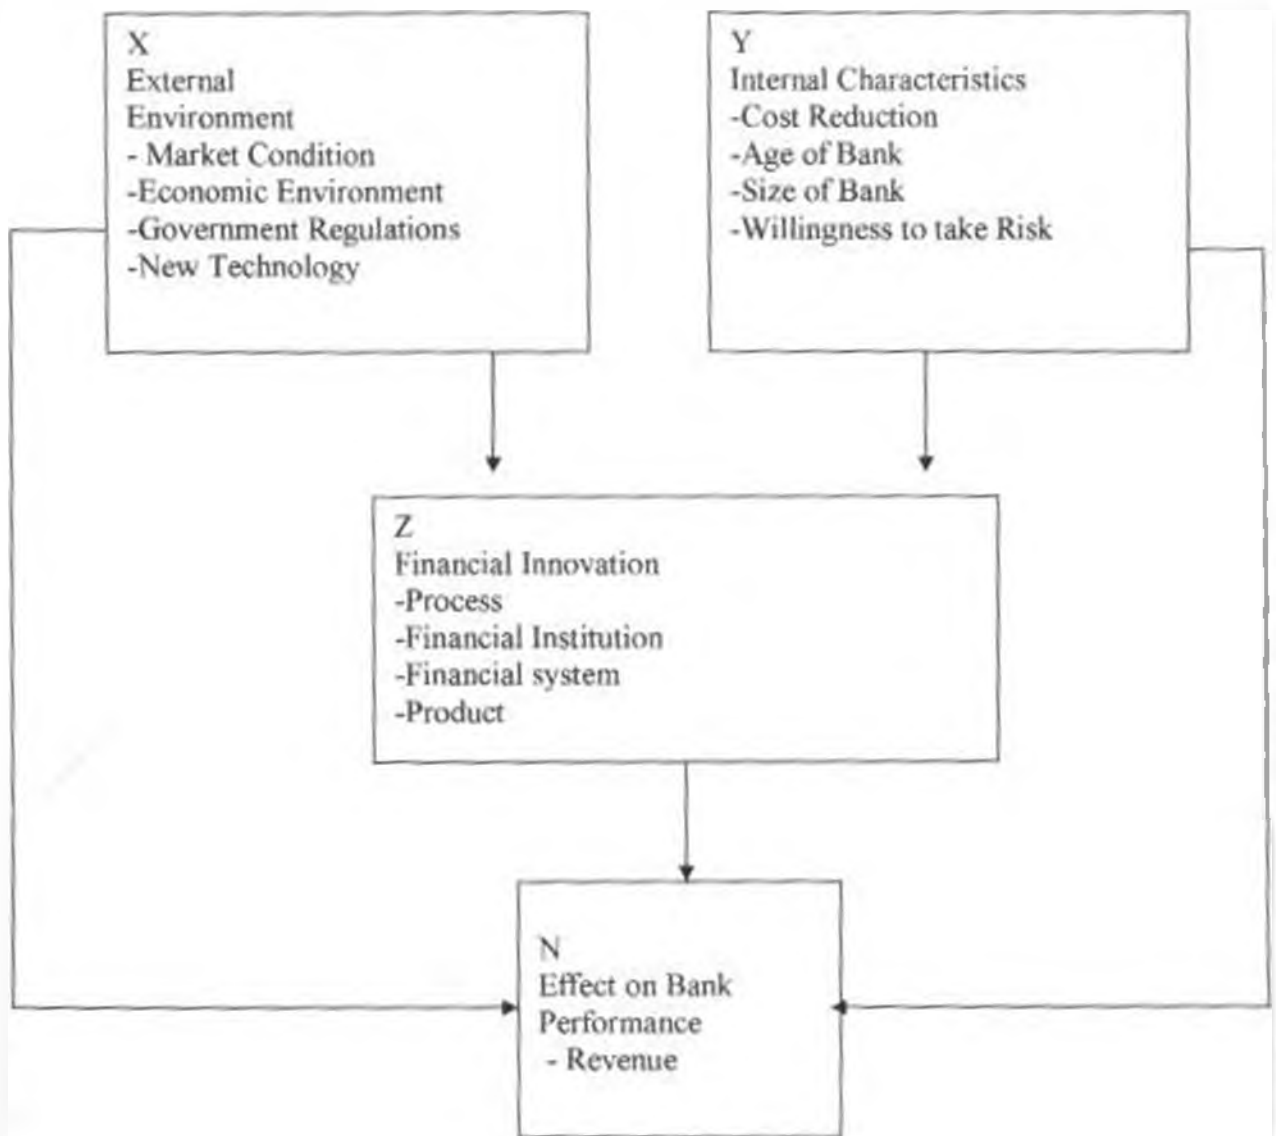 X
External
Environment
- Market Condition
-Economic Environment
-Government Regulations
-New Technology
Y
Internal Characteristics
-Cost Reduction
-Age of Bank
-Size of Bank
-Willingness to take Risk
Z
Financial Innovation
-Process
-Financial Institution
-Financial system
-Product
N
Effect on Bank
Performance
- Revenue